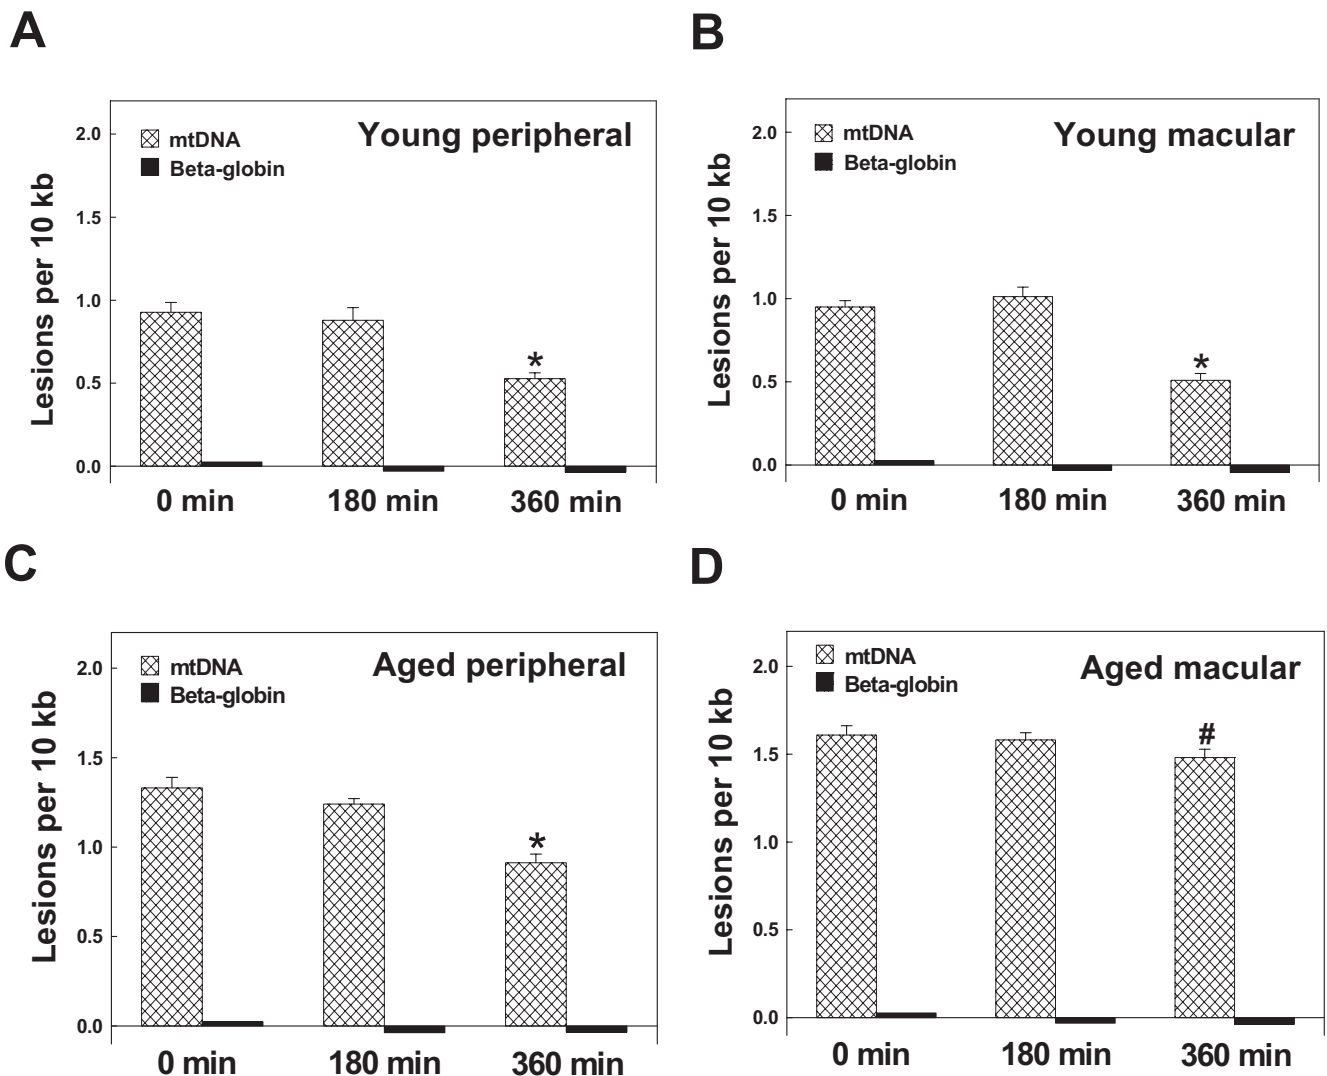 A
Young peripheral
mtDNA
Beta-globin
Lesions per 10 kb
2.0
1.5
1.0
0.5
0.0
*
0 min
180 min
360 min
B
Young macular
mtDNA
Beta-globin
Lesions per 10 kb
2.0
1.5
1.0
0.5
0.0
*
0 min
180 min
360 min
C
Aged peripheral
mtDNA
Beta-globin
Lesions per 10 kb
2.0
1.5
1.0
0.5
0.0
*
0 min
180 min
360 min
D
Aged macular
mtDNA
Beta-globin
Lesions per 10 kb
2.0
1.5
1.0
0.5
0.0
#
0 min
180 min
360 min